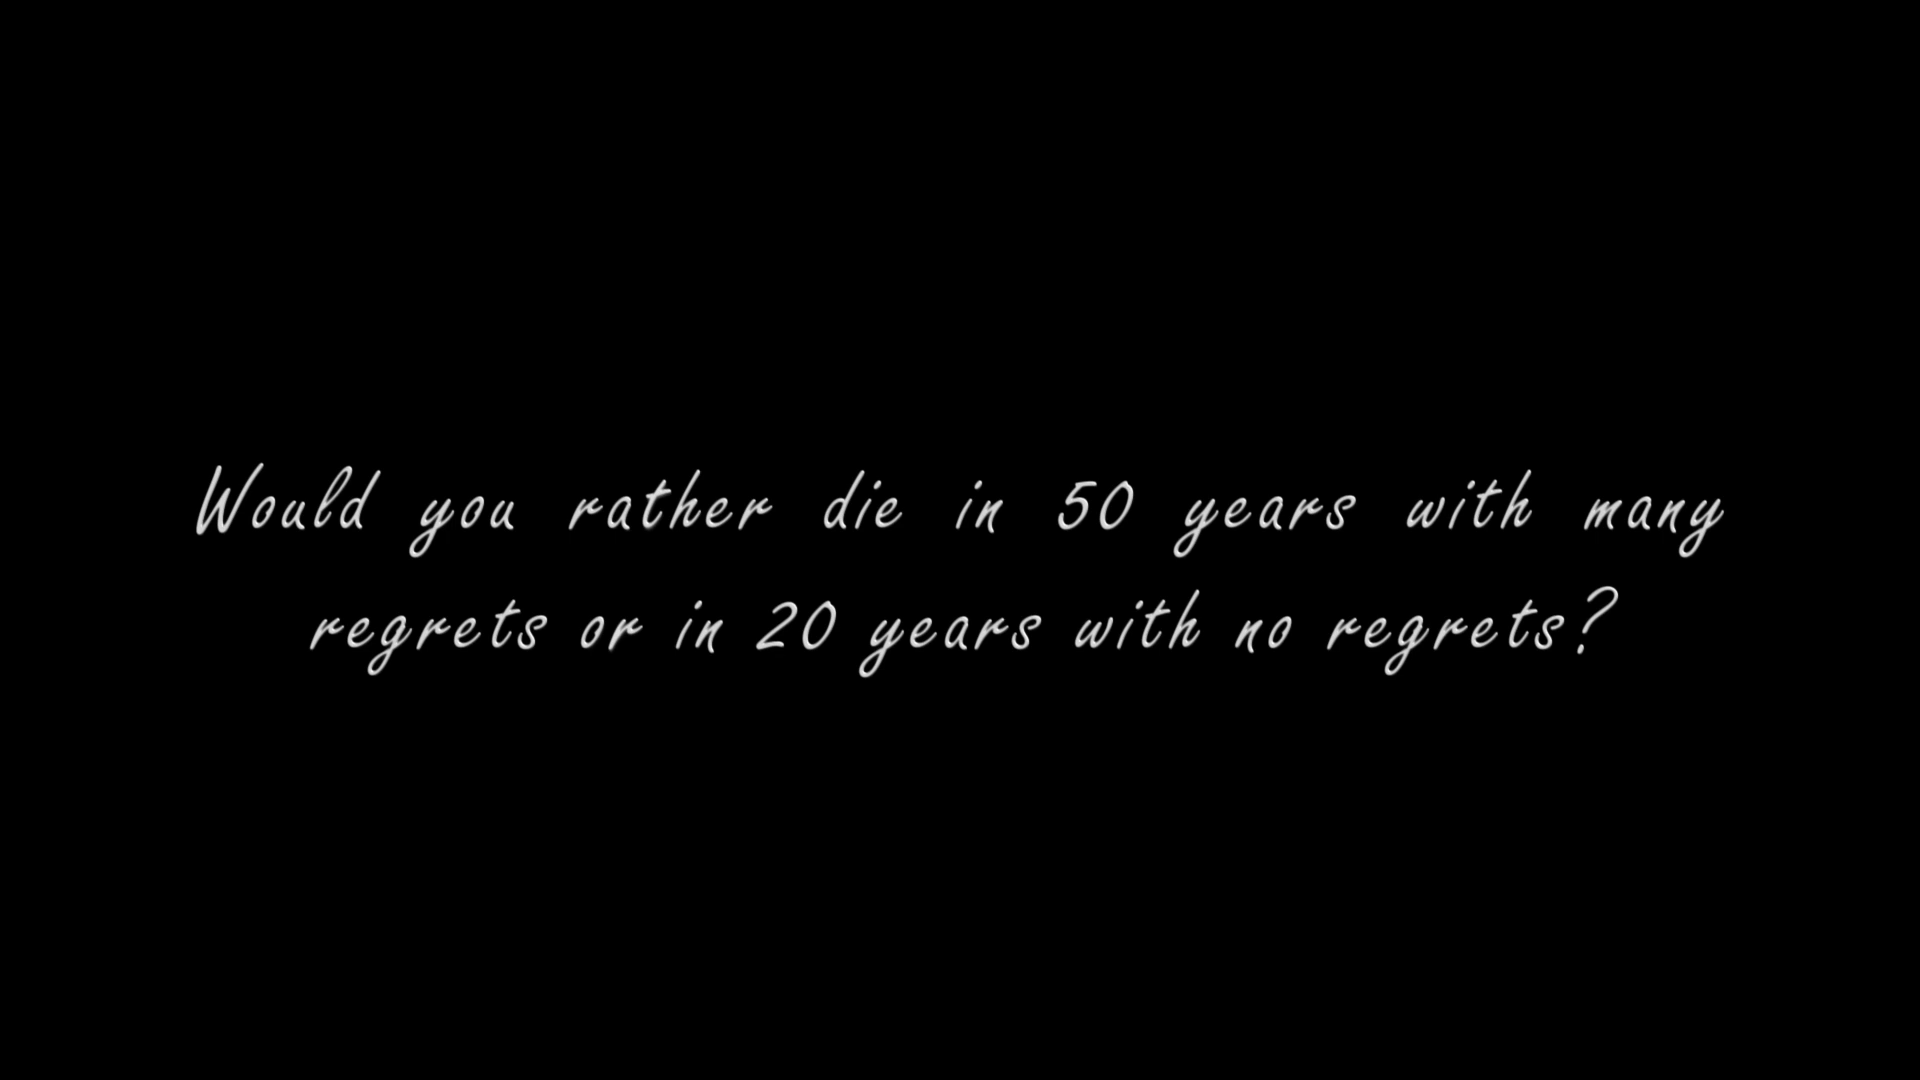 Would you rather die in 50 years with many
regrets or in 20 years with no regrets?